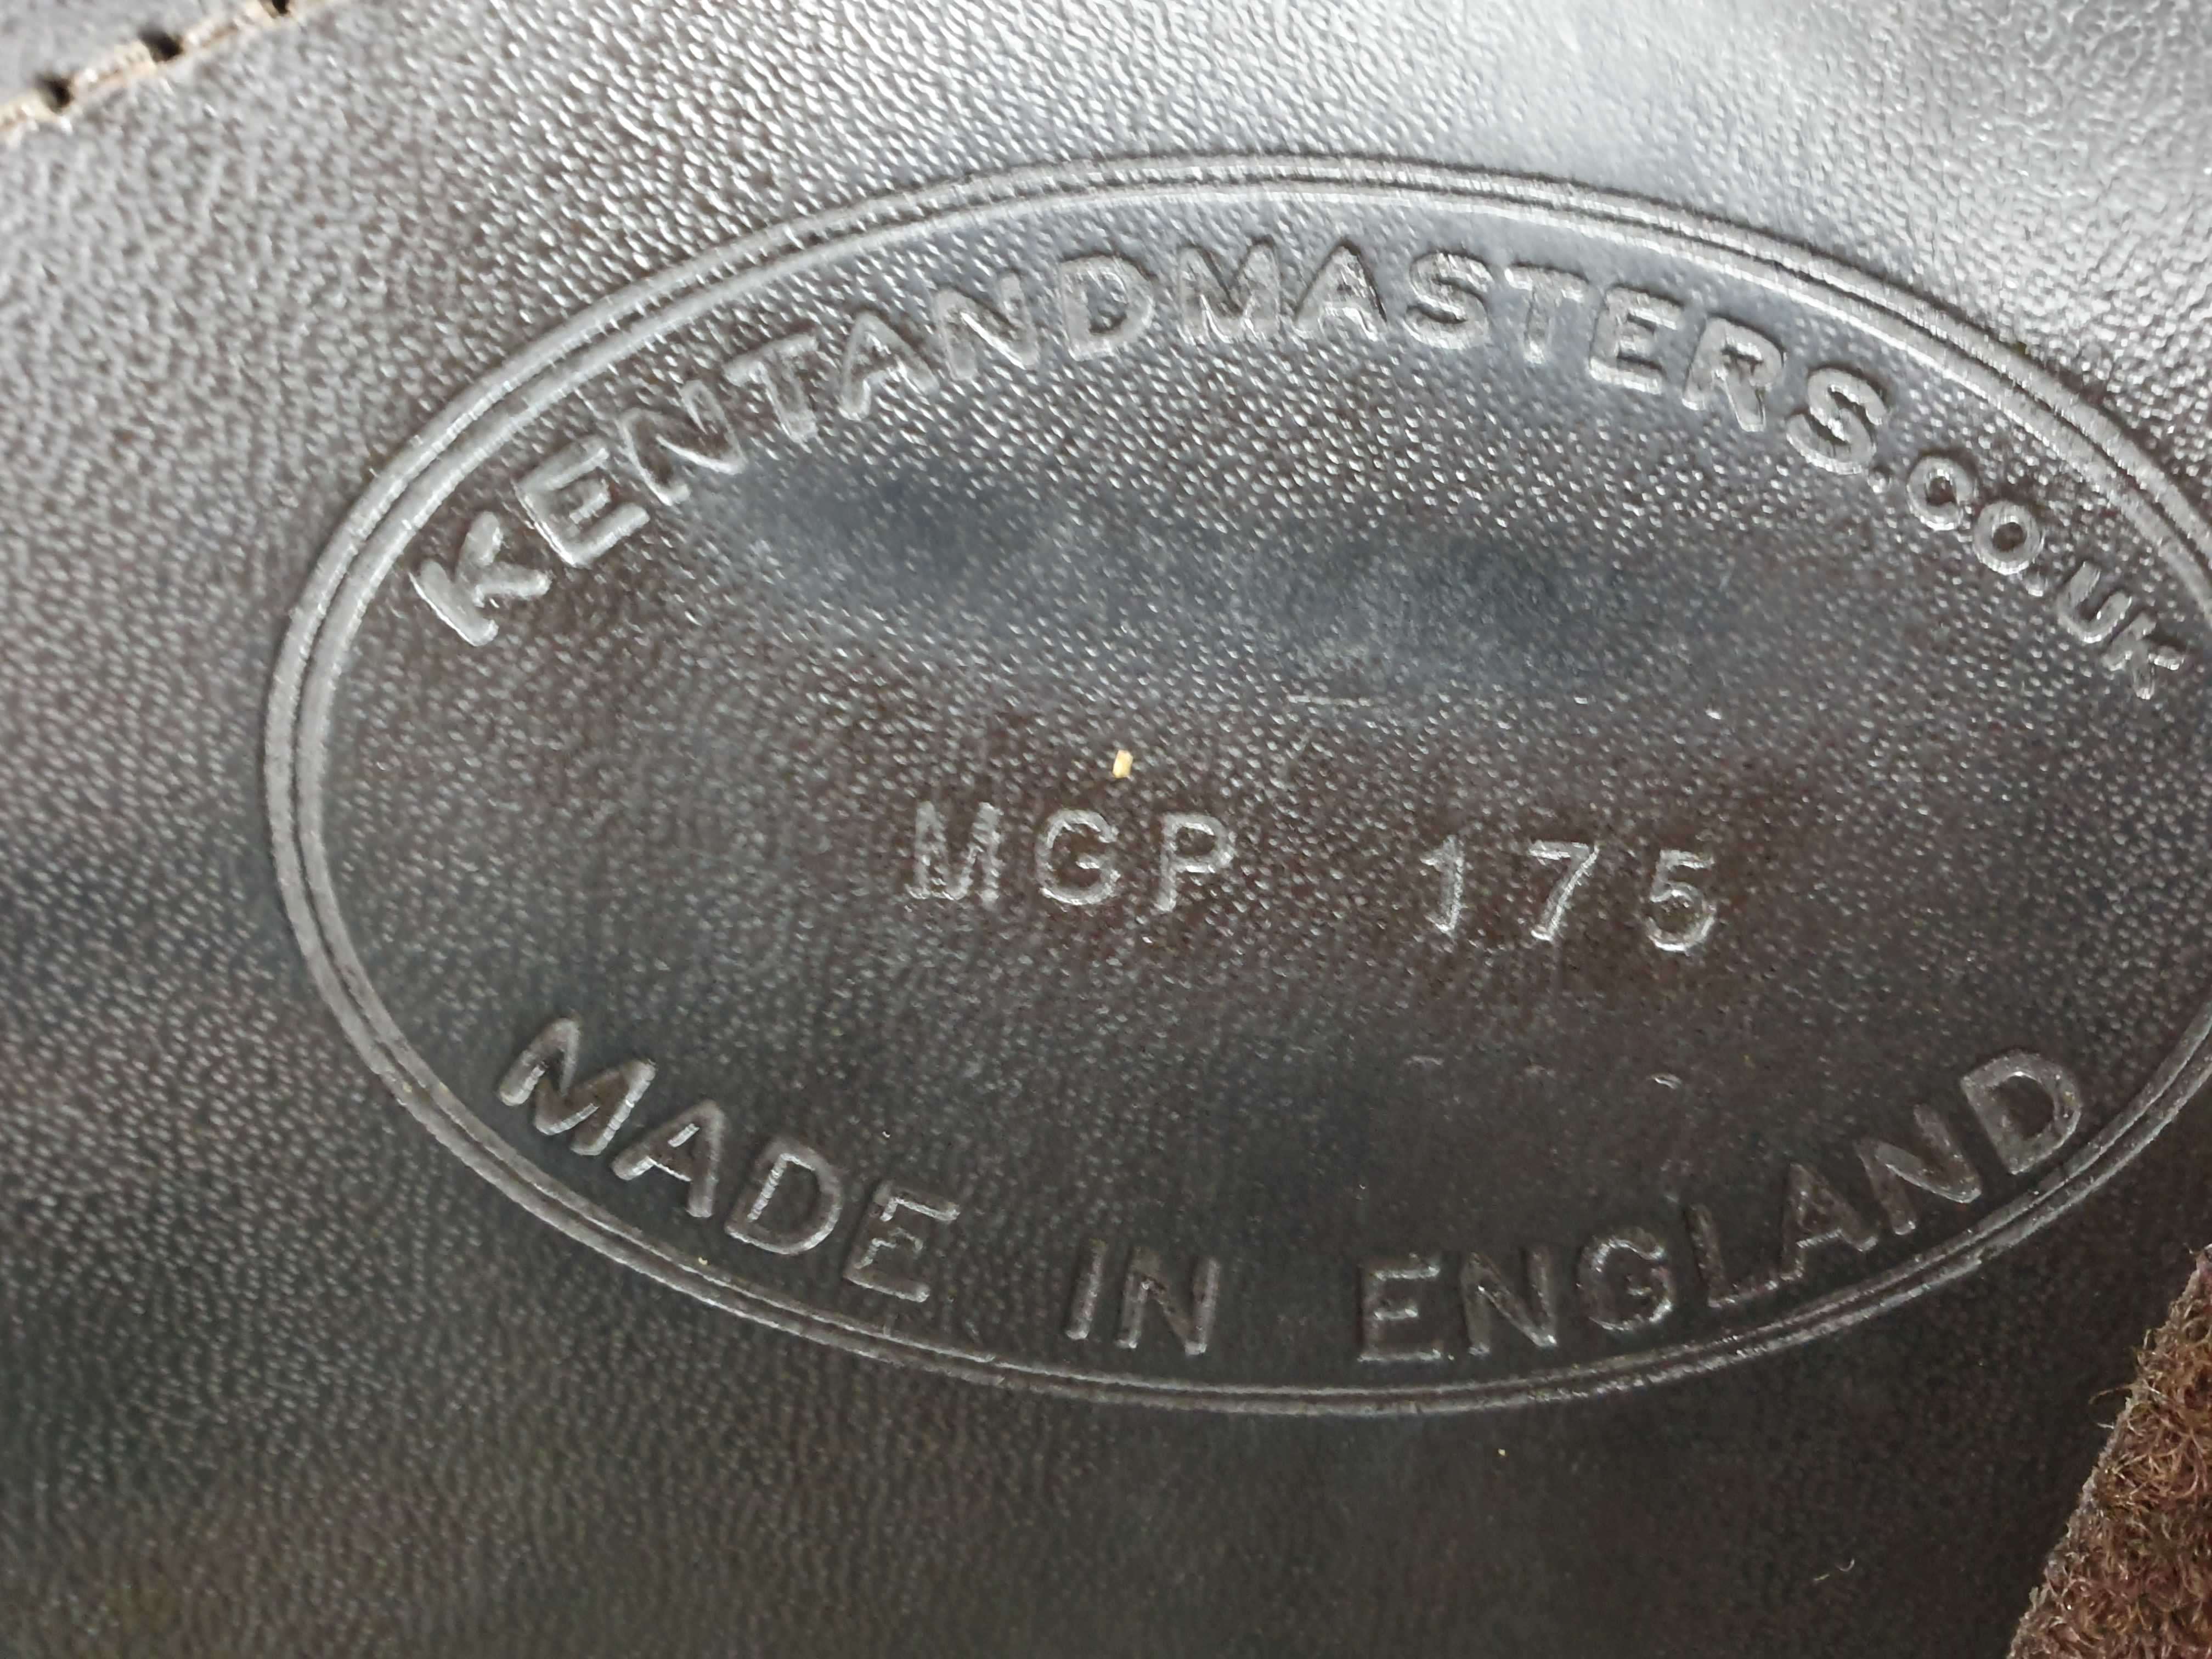 KENTANDMASTERS.CO.UK
MGP 175
MADE IN ENGLAND